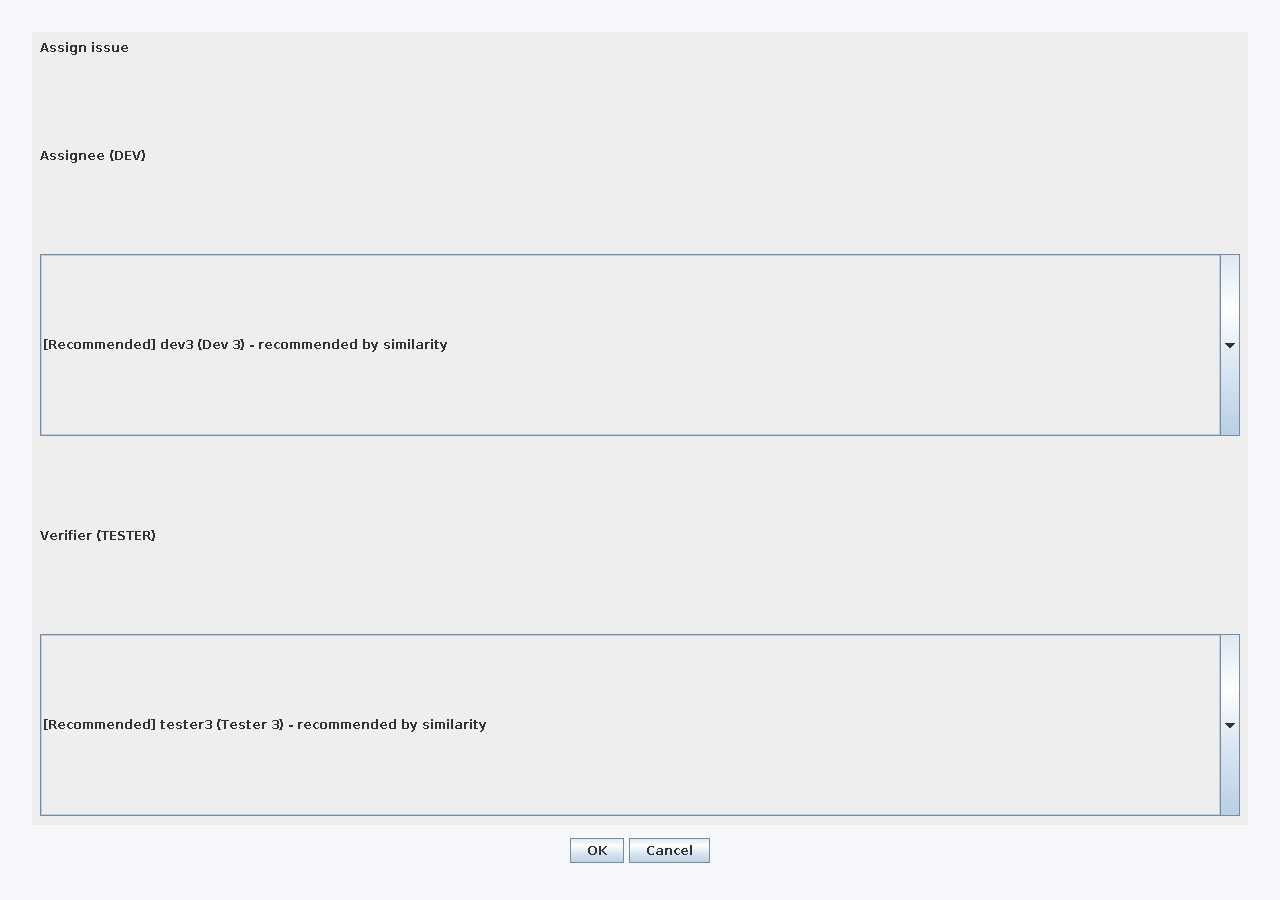 Assign issue
Assignee (DEV)
[Recommended] dev3 (Dev 3) - recommended by similarity
Verifier (TESTER)
[Recommended] tester3 (Tester 3) - recommended by similarity
OK Cancel